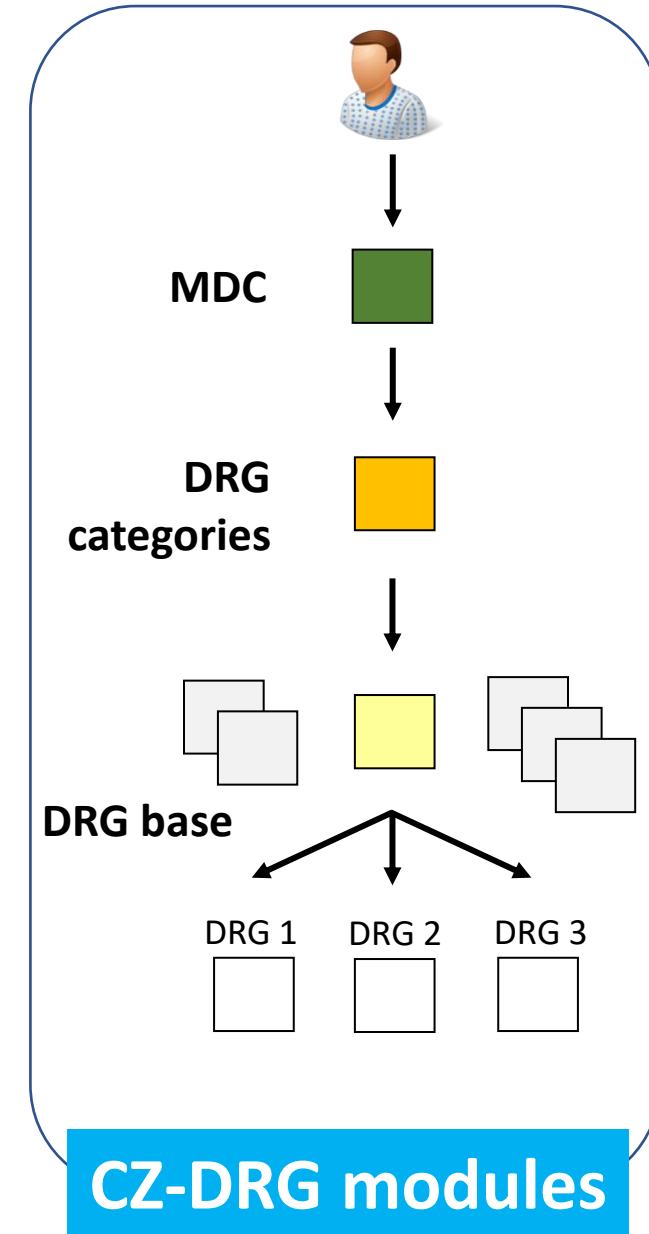 MDC
DRG
categories
DRG base
DRG 1 DRG 2 DRG 3
CZ-DRG modules